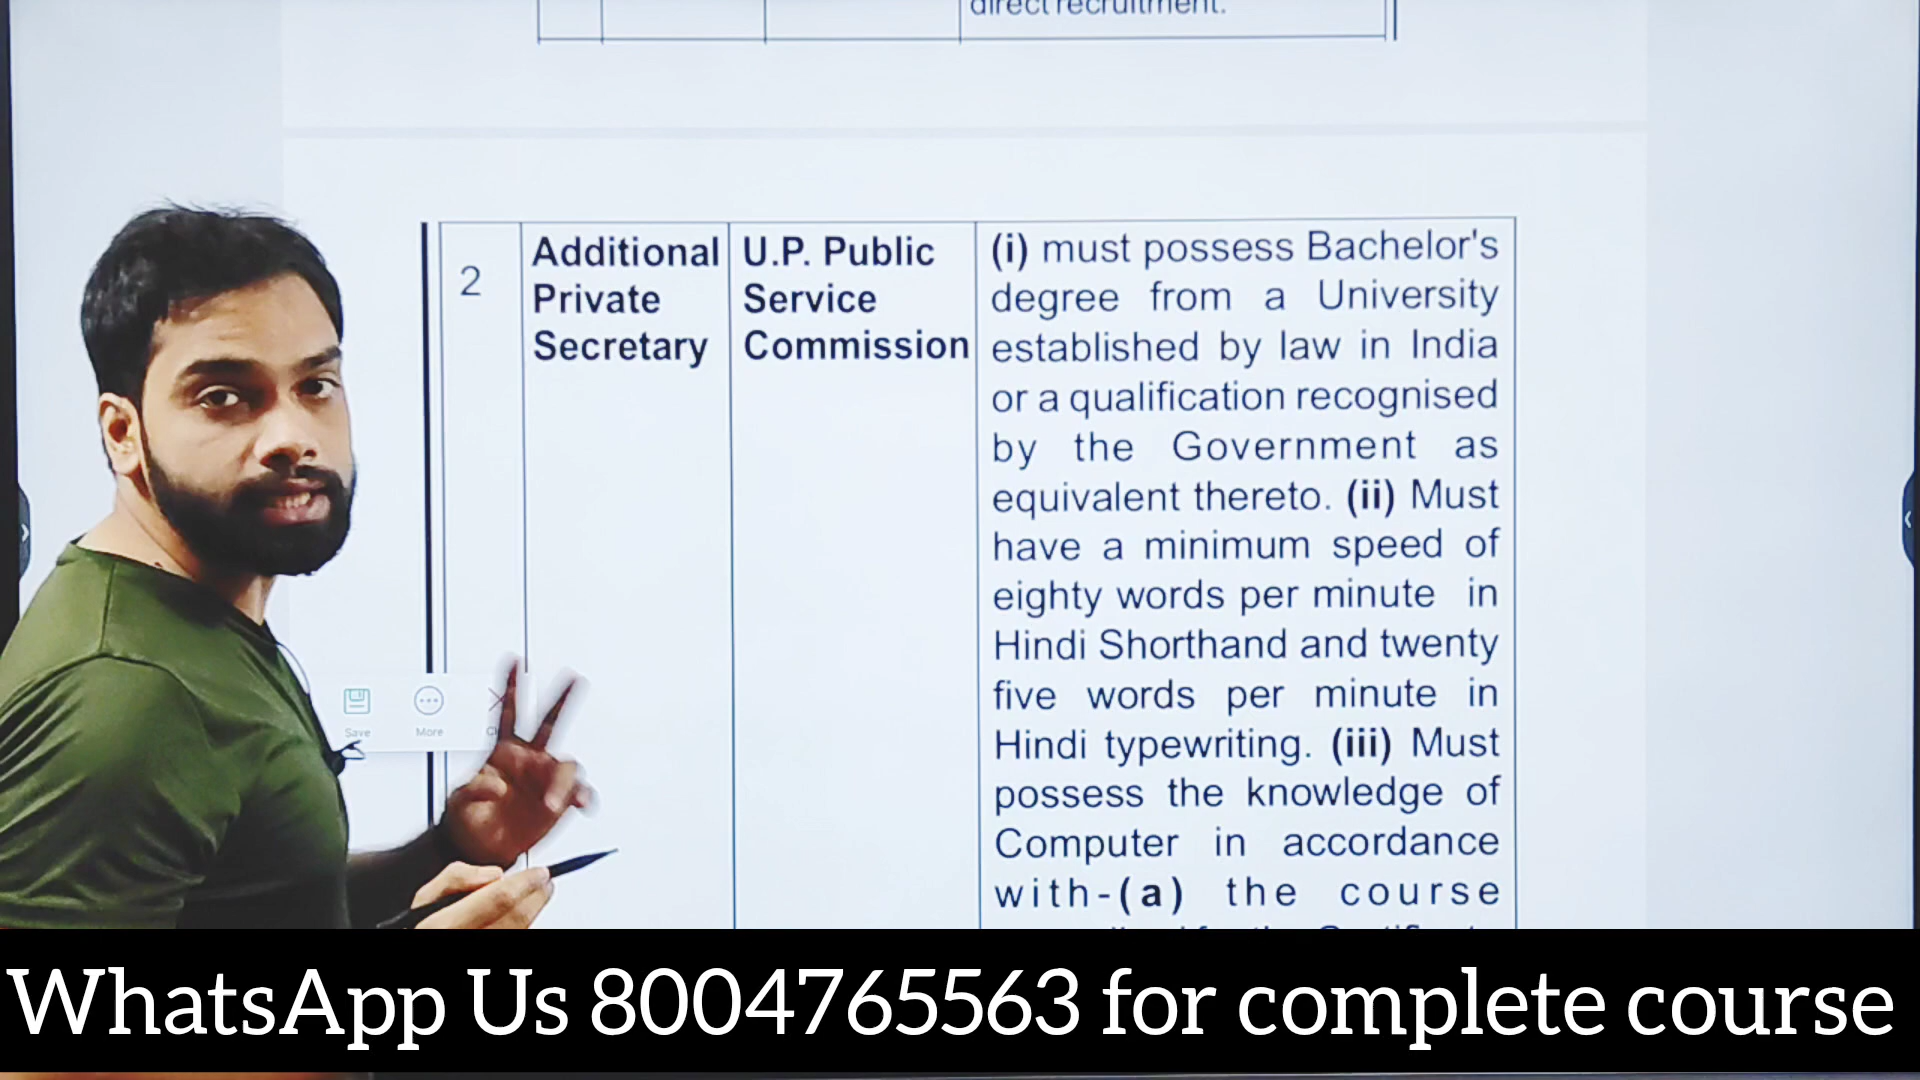 direct recruitment.
2
Additional
Private
Secretary
U.P. Public
Service
Commission
(i) must possess Bachelor's
degree from a University
established by law in India
or a qualification recognised
by the Government as
equivalent thereto. (ii) Must
have a minimum speed of
eighty words per minute in
Hindi Shorthand and twenty
five words per minute in
Hindi typewriting. (iii) Must
possess the knowledge of
Computer in accordance
with-(a) the course
Save
More
WhatsApp Us 8004765563 for complete course